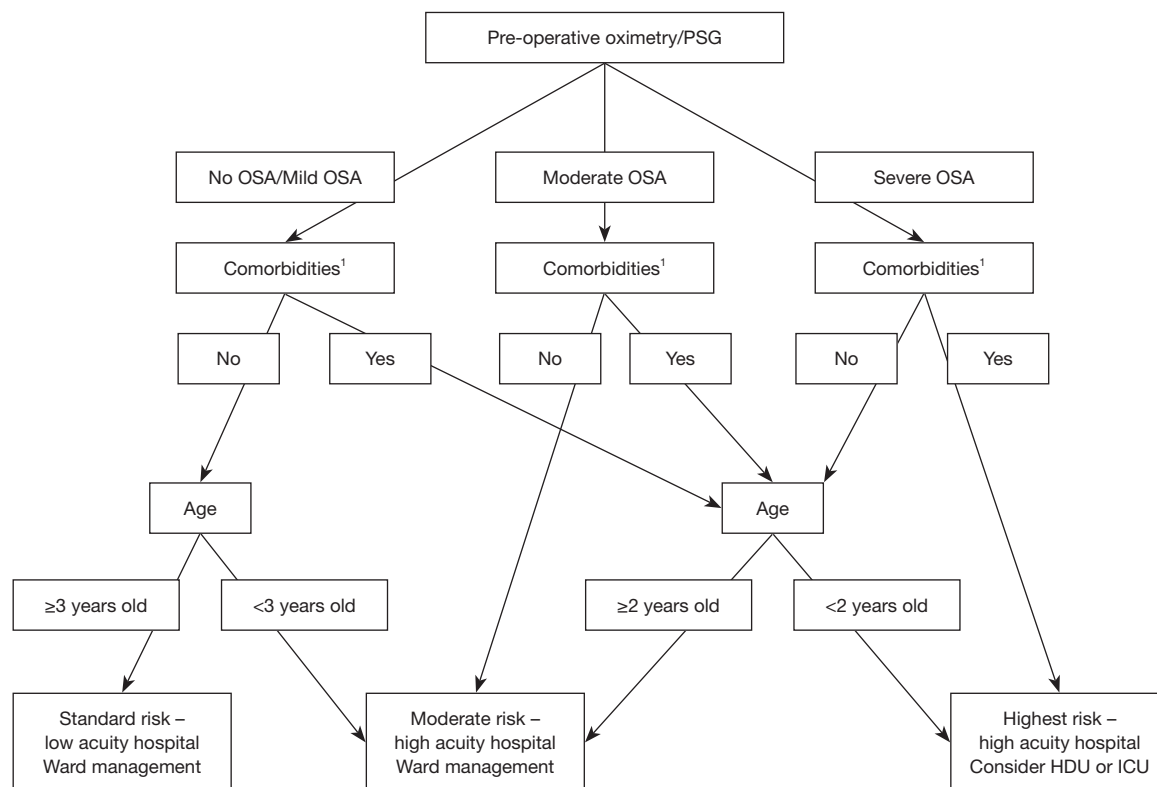 Pre-operative oximetry/PSG
No OSA/Mild OSA
Moderate OSA
Severe OSA
Comorbidities¹
Comorbidities¹
Comorbidities¹
No
Yes
No
Yes
No
Yes
Age
Age
≥3 years old
<3 years old
≥2 years old
<2 years old
Standard risk –
low acuity hospital
Ward management
Moderate risk –
high acuity hospital
Ward management
Highest risk –
high acuity hospital
Consider HDU or ICU